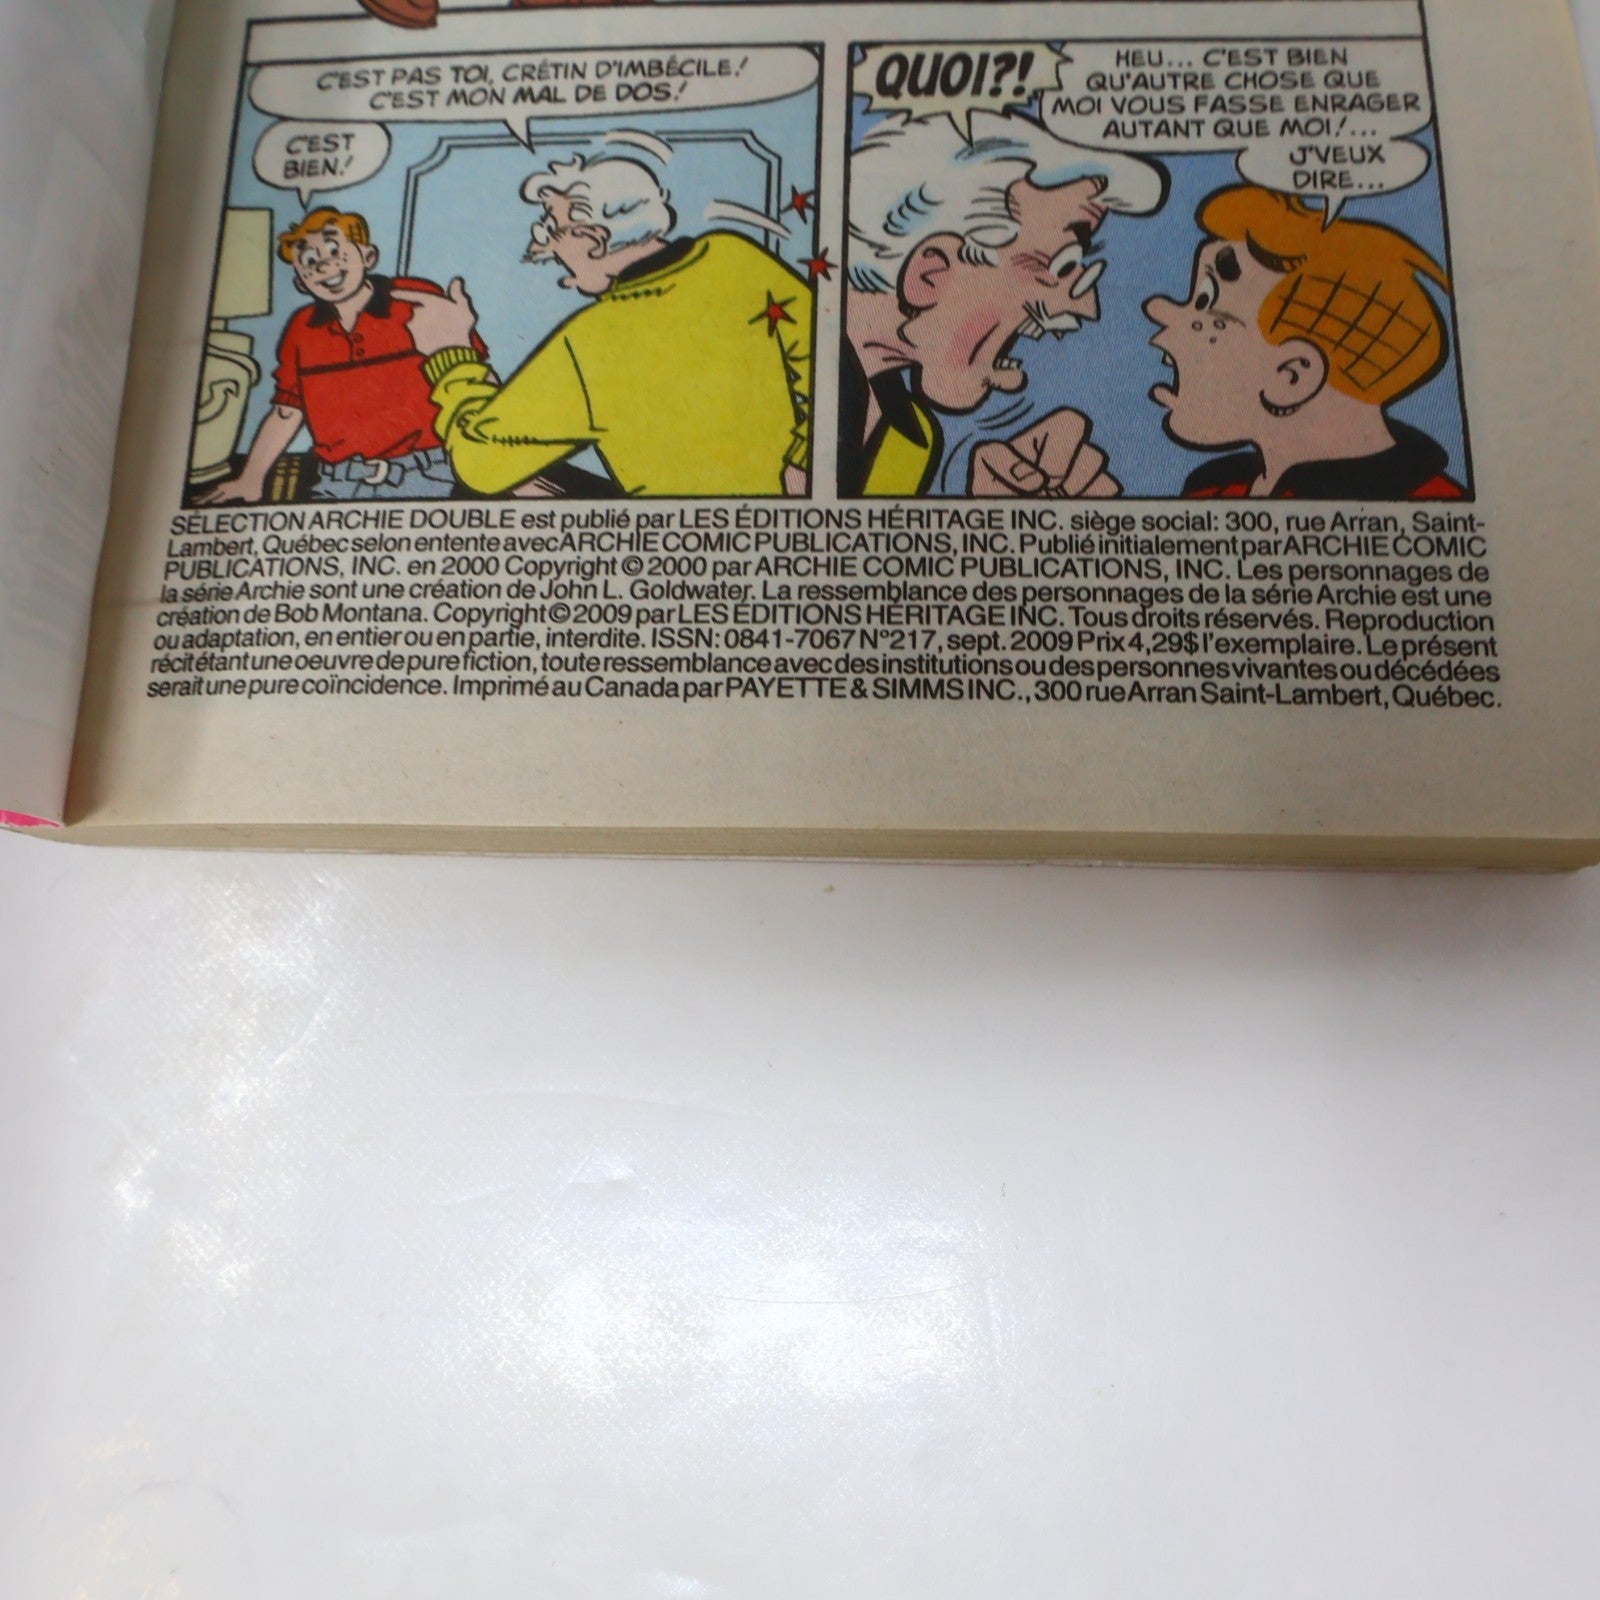 C'EST PAS TOI, CRÉTIN D'IMBÉCILE!
C'EST MON MAL DE DOS!
C'EST
BIEN!
QUOI?!
HEU... C'EST BIEN
QU'AUTRE CHOSE QUE
MOI VOUS FASSE ENRAGER
AUTANT QUE MOI!...
J'VEUX
DIRE...
SÉLECTION ARCHIE DOUBLE est publié par LES ÉDITIONS HÉRITAGE INC. siège social: 300, rue Arran, Saint-
Lambert, Québec selon entente avec ARCHIE COMIC PUBLICATIONS, INC. Publié initialement par ARCHIE COMIC
PUBLICATIONS, INC. en 2000 Copyright © 2000 par ARCHIE COMIC PUBLICATIONS, INC. Les personnages de
la série Archie sont une création de John L. Goldwater. La ressemblance des personnages de la série Archie est une
création de Bob Montana. Copyright © 2009 par LES ÉDITIONS HÉRITAGE INC. Tous droits réservés. Reproduction
ou adaptation, en entier ou en partie, interdite. ISSN: 0841-7067 N°217, sept. 2009 Prix 4,29$ l'exemplaire. Le présent
récit étant une oeuvre de pure fiction, toute ressemblance avec des institutions ou des personnes vivantes ou décédées
serait une pure coïncidence. Imprimé au Canada par PAYETTE & SIMMS INC., 300 rue Arran Saint-Lambert, Québec.